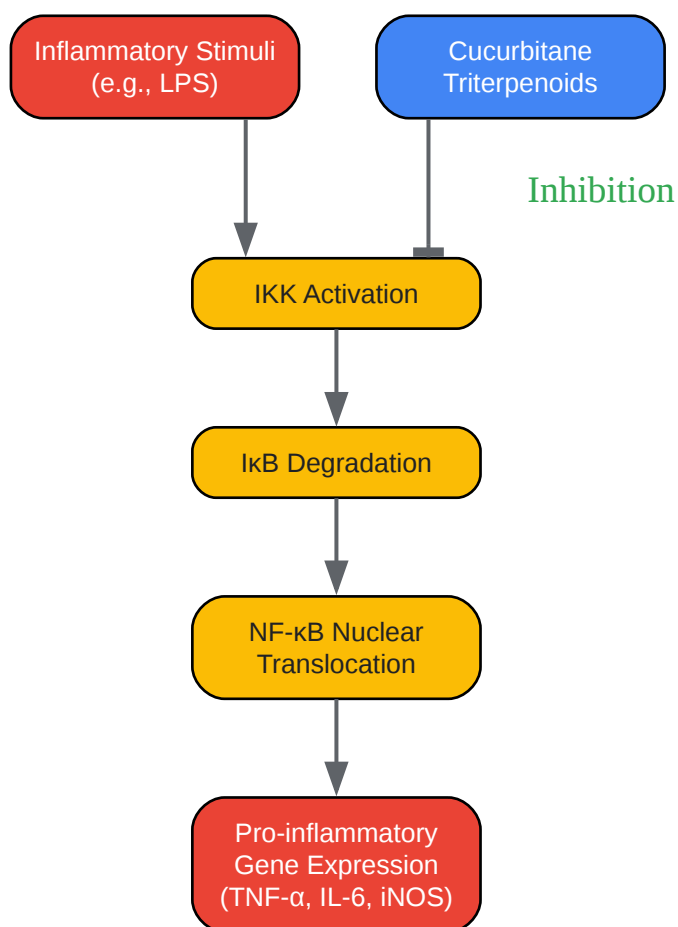 Inflammatory Stimuli
(e.g., LPS)
Cucurbitane
Triterpenoids
Inhibition
IKK Activation
IκB Degradation
NF-κB Nuclear
Translocation
Pro-inflammatory
Gene Expression
(TNF-α, IL-6, iNOS)